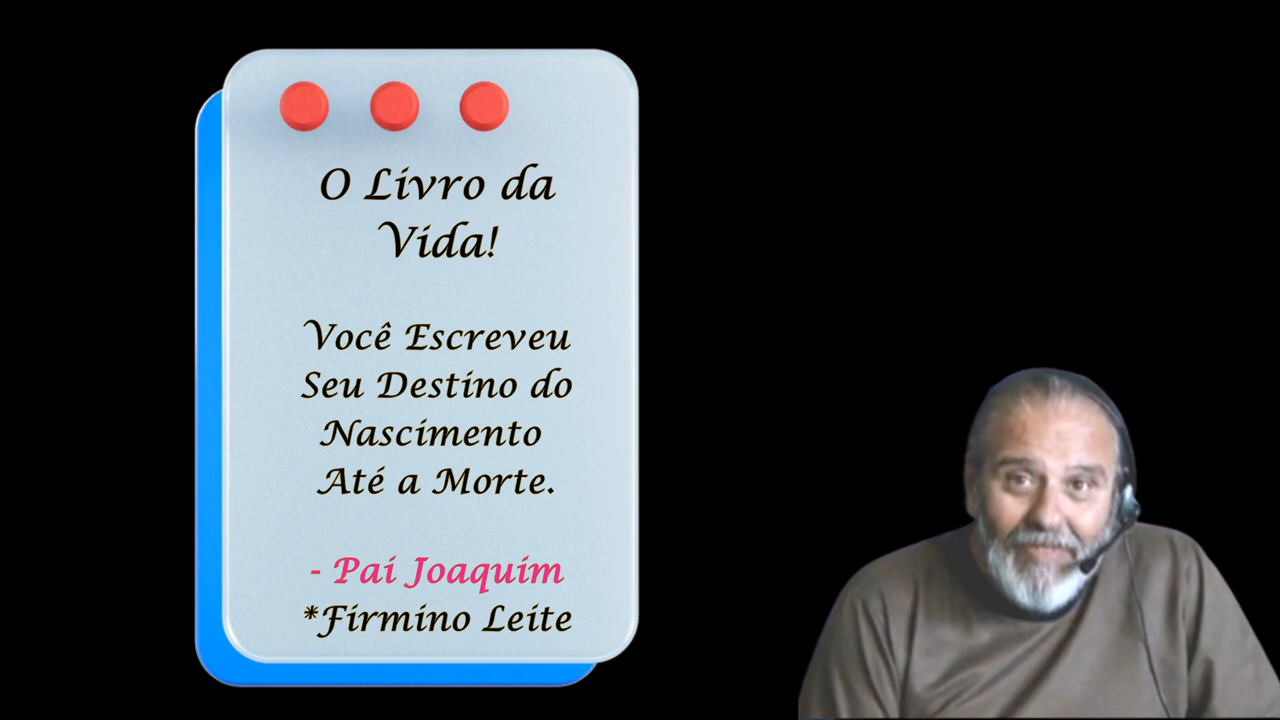 O Livro da
Vida!
Você Escreveu
Seu Destino do
Nascimento
Até a Morte.
- Pai Joaquim
*Firmino Leite